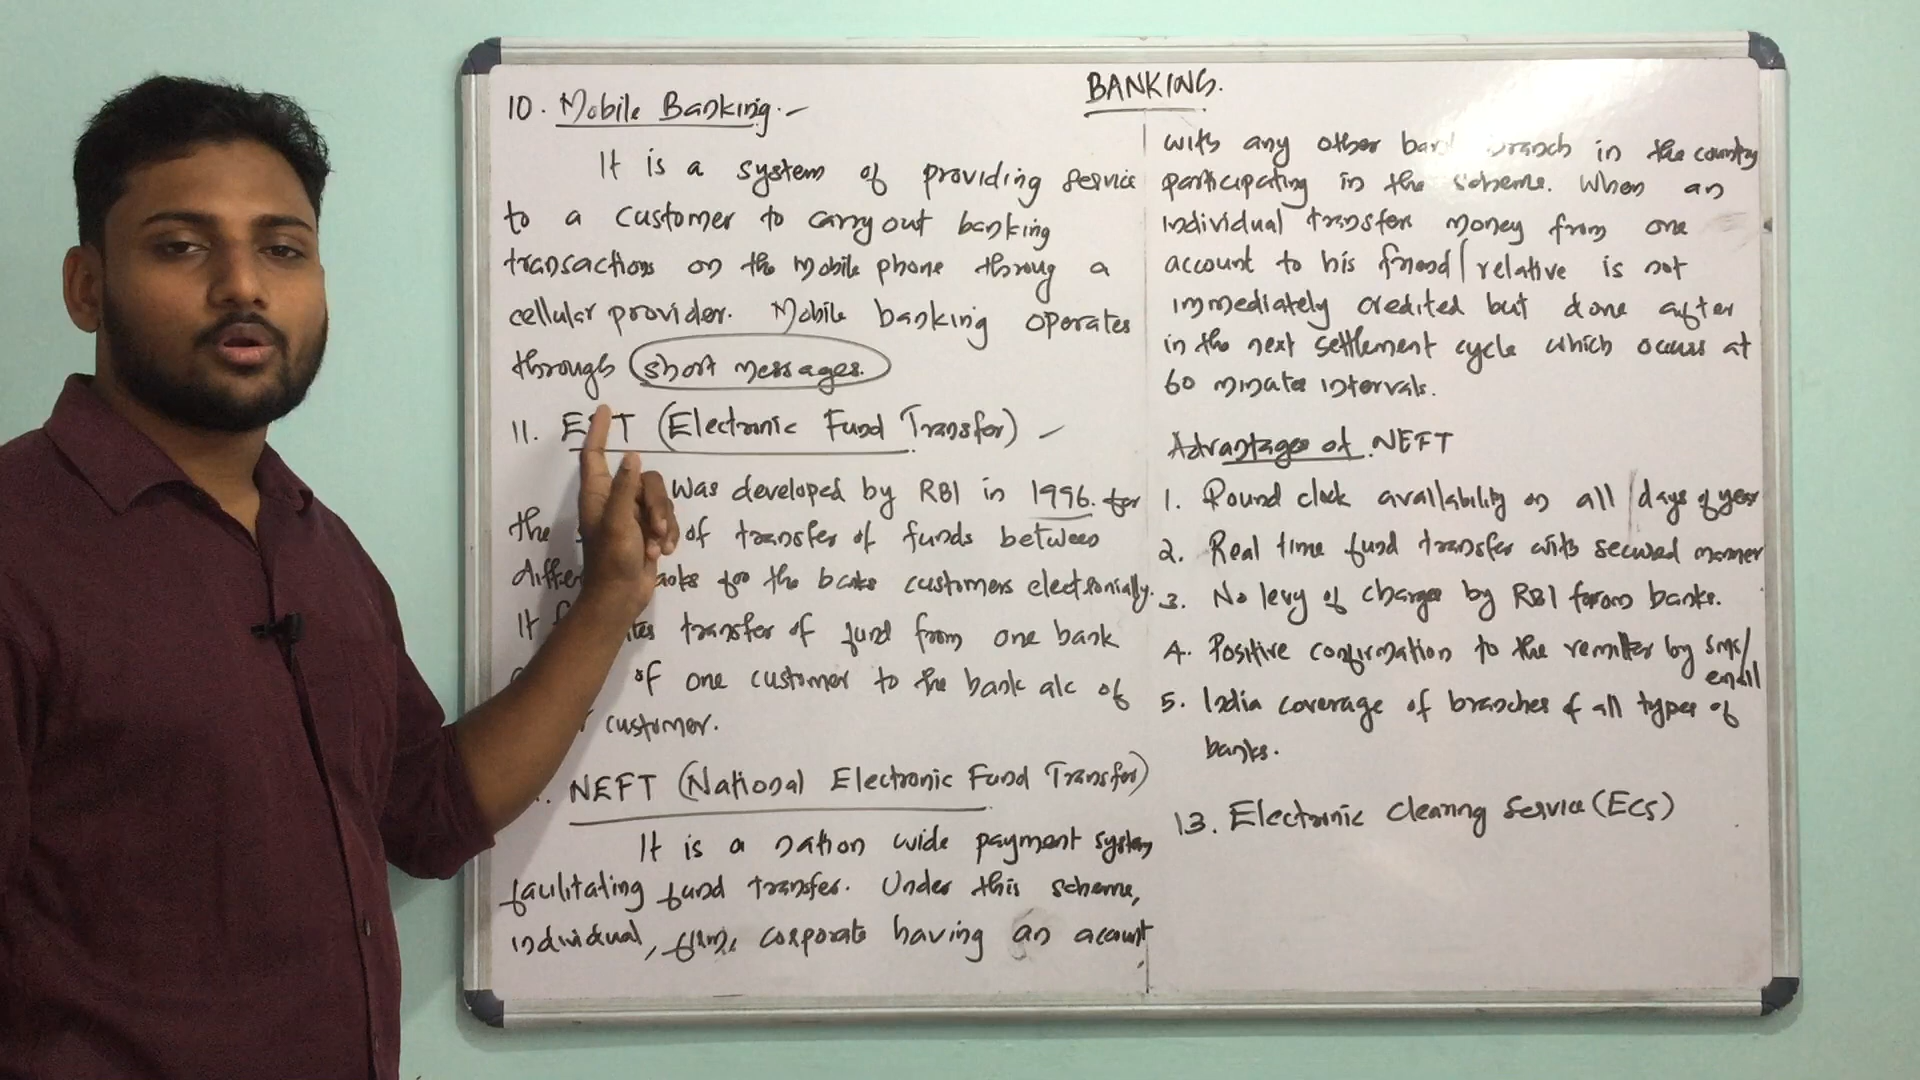 BANKING.
10. Mobile Banking -
It is a system of providing service
to a customer to carry out banking
transactions on the mobile phone throug a
cellular provider. Mobile banking operates
through short messages.
11. EFT (Electronic Fund Transfer) -
Was developed by RBI in 1996. for
the of transfer of funds between
for the banks customers electronially.
It transfer of fund from one bank
of one customer to the bank a/c of
customer.
NEFT (National Electronic Fund Transfer)
It is a nation wide payment system
facilitating fund transfer. Under this scheme,
individual, firm, corporate having an account
with any other bank branch in the country
participating in the scheme. When an
individual transfers money from one
account to his friend/relative is not
immediately credited but done after
in the next settlement cycle which occurs at
60 minutes intervals.
Advantages of NEFT
1. Round clock availability on all days of year
2. Real time fund transfer with secured manner
3. No levy of charges by RBI from banks.
4. Positive confirmation to the remitter by SMS/
email
5. India coverage of branches of all types of
banks.
13. Electronic Clearing Service (ECS)